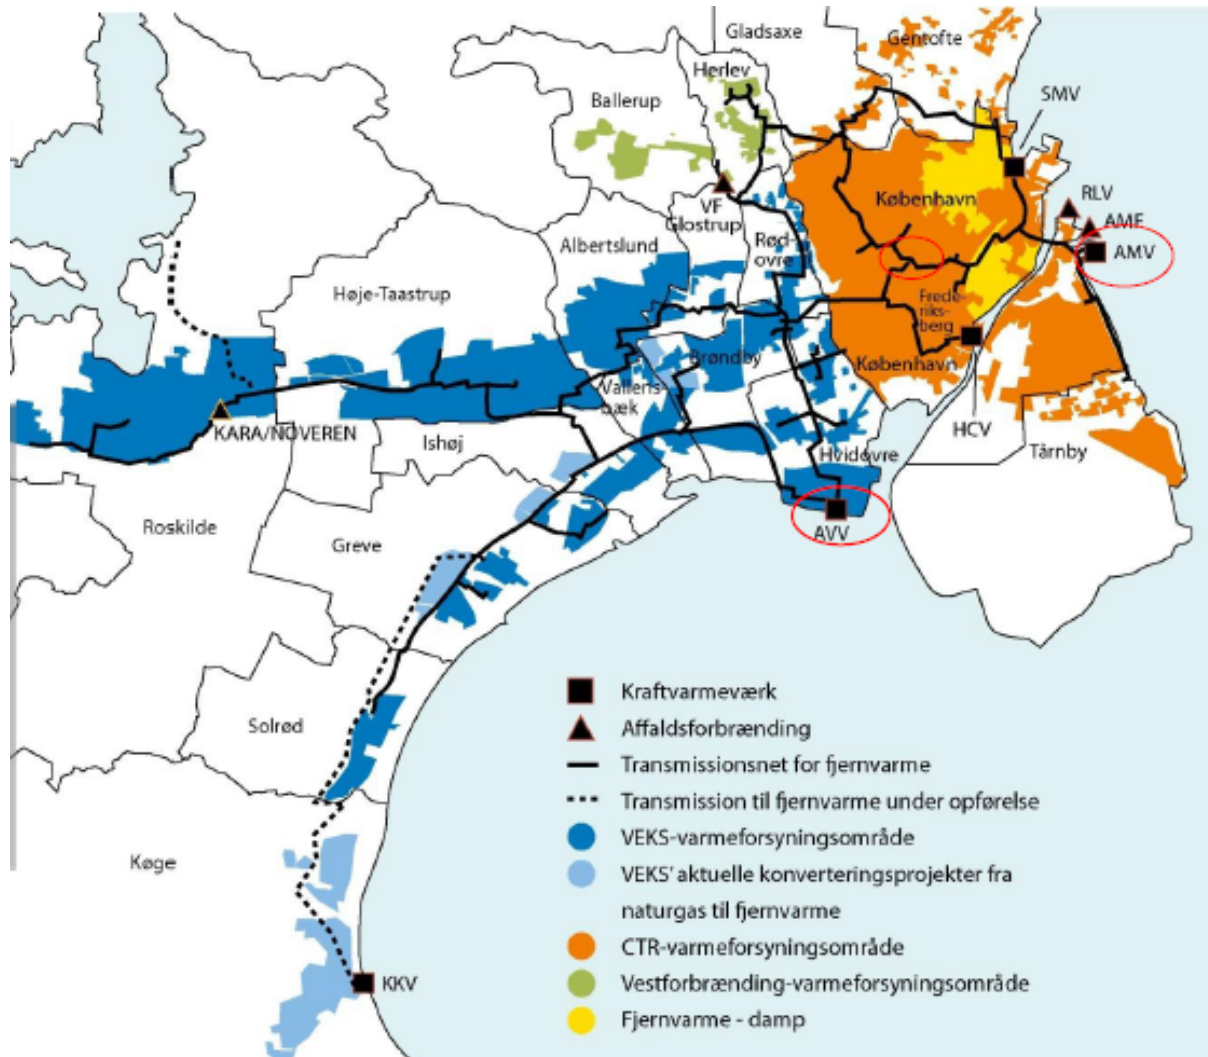 Gladsaxe
Gentofte
Herlev
SMV
Ballerup
RLV
København
VF
AMF
Glostrup
AMV
Albertslund
Rød-
ovre
Høje-Taastrup
Frede-
riks-
berg
Brøndby
København
Vallens-
bæk
KARA/NOVEREN
HCV
Ishøj
Hvidovre
Tårnby
Roskilde
AVV
Greve
Kraftvarmeværk
Solrød
Affaldsforbrænding
Transmissionsnet for fjernvarme
Transmission til fjernvarme under opførelse
VEKS-varmeforsyningsområde
Køge
VEKS' aktuelle konverteringsprojekter fra
naturgas til fjernvarme
CTR-varmeforsyningsområde
KKV
Vestforbrænding-varmeforsyningsområde
Fjernvarme - damp